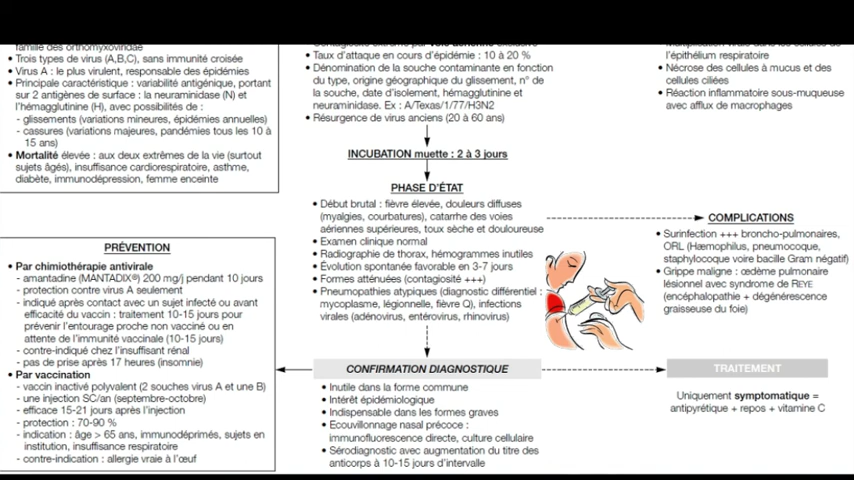 famille des orthomyxoviridæ
• Trois types de virus (A,B,C), sans immunité croisée
• Virus A : le plus virulent, responsable des épidémies
• Principale caractéristique : variabilité antigénique, portant
sur 2 antigènes de surface : la neuraminidase (N) et
l'hémagglutinine (H), avec possibilités de :
- glissements (variations mineures, épidémies annuelles)
- cassures (variations majeures, pandémies tous les 10 à
15 ans)
• Mortalité élevée : aux deux extrêmes de la vie (surtout
sujets âgés), insuffisance cardiorespiratoire, asthme,
diabète, immunodépression, femme enceinte
• Contagiosité extrême par voie aérienne exclusive
• Taux d'attaque en cours d'épidémie : 10 à 20 %
• Dénomination de la souche contaminante en fonction
du type, origine géographique du glissement, n° de
la souche, date d'isolement, hémagglutinine et
neuraminidase. Ex : A/Texas/1/77/H3N2
• Résurgence de virus anciens (20 à 60 ans)
• Multiplication virale dans les cellules de
l'épithélium respiratoire
• Nécrose des cellules à mucus et des
cellules ciliées
• Réaction inflammatoire sous-muqueuse
avec afflux de macrophages
INCUBATION muette : 2 à 3 jours
PHASE D'ÉTAT
• Début brutal : fièvre élevée, douleurs diffuses
(myalgies, courbatures), catarrhe des voies
aériennes supérieures, toux sèche et douloureuse
• Examen clinique normal
• Radiographie de thorax, hémogrammes inutiles
• Évolution spontanée favorable en 3-7 jours
• Formes atténuées (contagiosité +++)
• Pneumopathies atypiques (diagnostic différentiel :
mycoplasme, légionnelle, fièvre Q), infections
virales (adénovirus, entérovirus, rhinovirus)
COMPLICATIONS
• Surinfection +++ broncho-pulmonaires,
ORL (Hæmophilus, pneumocoque,
staphylocoque voire bacille Gram négatif)
• Grippe maligne : œdème pulmonaire
lésionnel avec syndrome de REYE
(encéphalopathie + dégénérescence
graisseuse du foie)
PRÉVENTION
• Par chimiothérapie antivirale
- amantadine (MANTADIX®) 200 mg/j pendant 10 jours
- protection contre virus A seulement
- indiqué après contact avec un sujet infecté ou avant
efficacité du vaccin : traitement 10-15 jours pour
prévenir l'entourage proche non vacciné ou en
attente de l'immunité vaccinale (10-15 jours)
- contre-indiqué chez l'insuffisant rénal
- pas de prise après 17 heures (insomnie)
• Par vaccination
- vaccin inactivé polyvalent (2 souches virus A et une B)
- une injection SC/an (septembre-octobre)
- efficace 15-21 jours après l'injection
- protection : 70-90 %
- indication : âge > 65 ans, immunodéprimés, sujets en
institution, insuffisance respiratoire
- contre-indication : allergie vraie à l'œuf
CONFIRMATION DIAGNOSTIQUE
• Inutile dans la forme commune
• Intérêt épidémiologique
• Indispensable dans les formes graves
• Ecouvillonnage nasal précoce :
immunofluorescence directe, culture cellulaire
• Sérodiagnostic avec augmentation du titre des
anticorps à 10-15 jours d'intervalle
TRAITEMENT
Uniquement symptomatique =
antipyrétique + repos + vitamine C